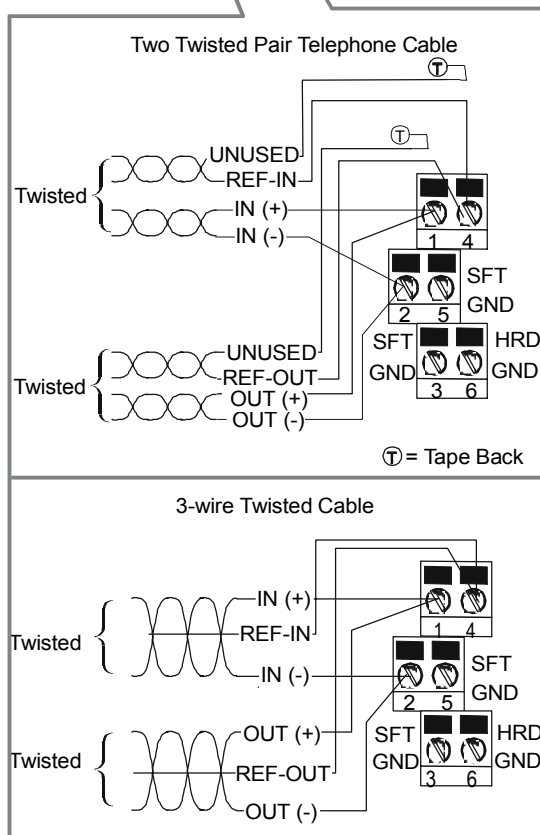 Two Twisted Pair Telephone Cable
T
T
UNUSED
REF-IN
Twisted
IN (+)
IN (-)
1 4
SFT
GND
2 5
SFT HRD
GND GND
3 6
UNUSED
REF-OUT
Twisted
OUT (+)
OUT (-)
T = Tape Back
3-wire Twisted Cable
IN (+)
Twisted
REF-IN
IN (-)
1 4
SFT
GND
2 5
OUT (+)
SFT HRD
Twisted
REF-OUT
GND GND
3 6
OUT (-)